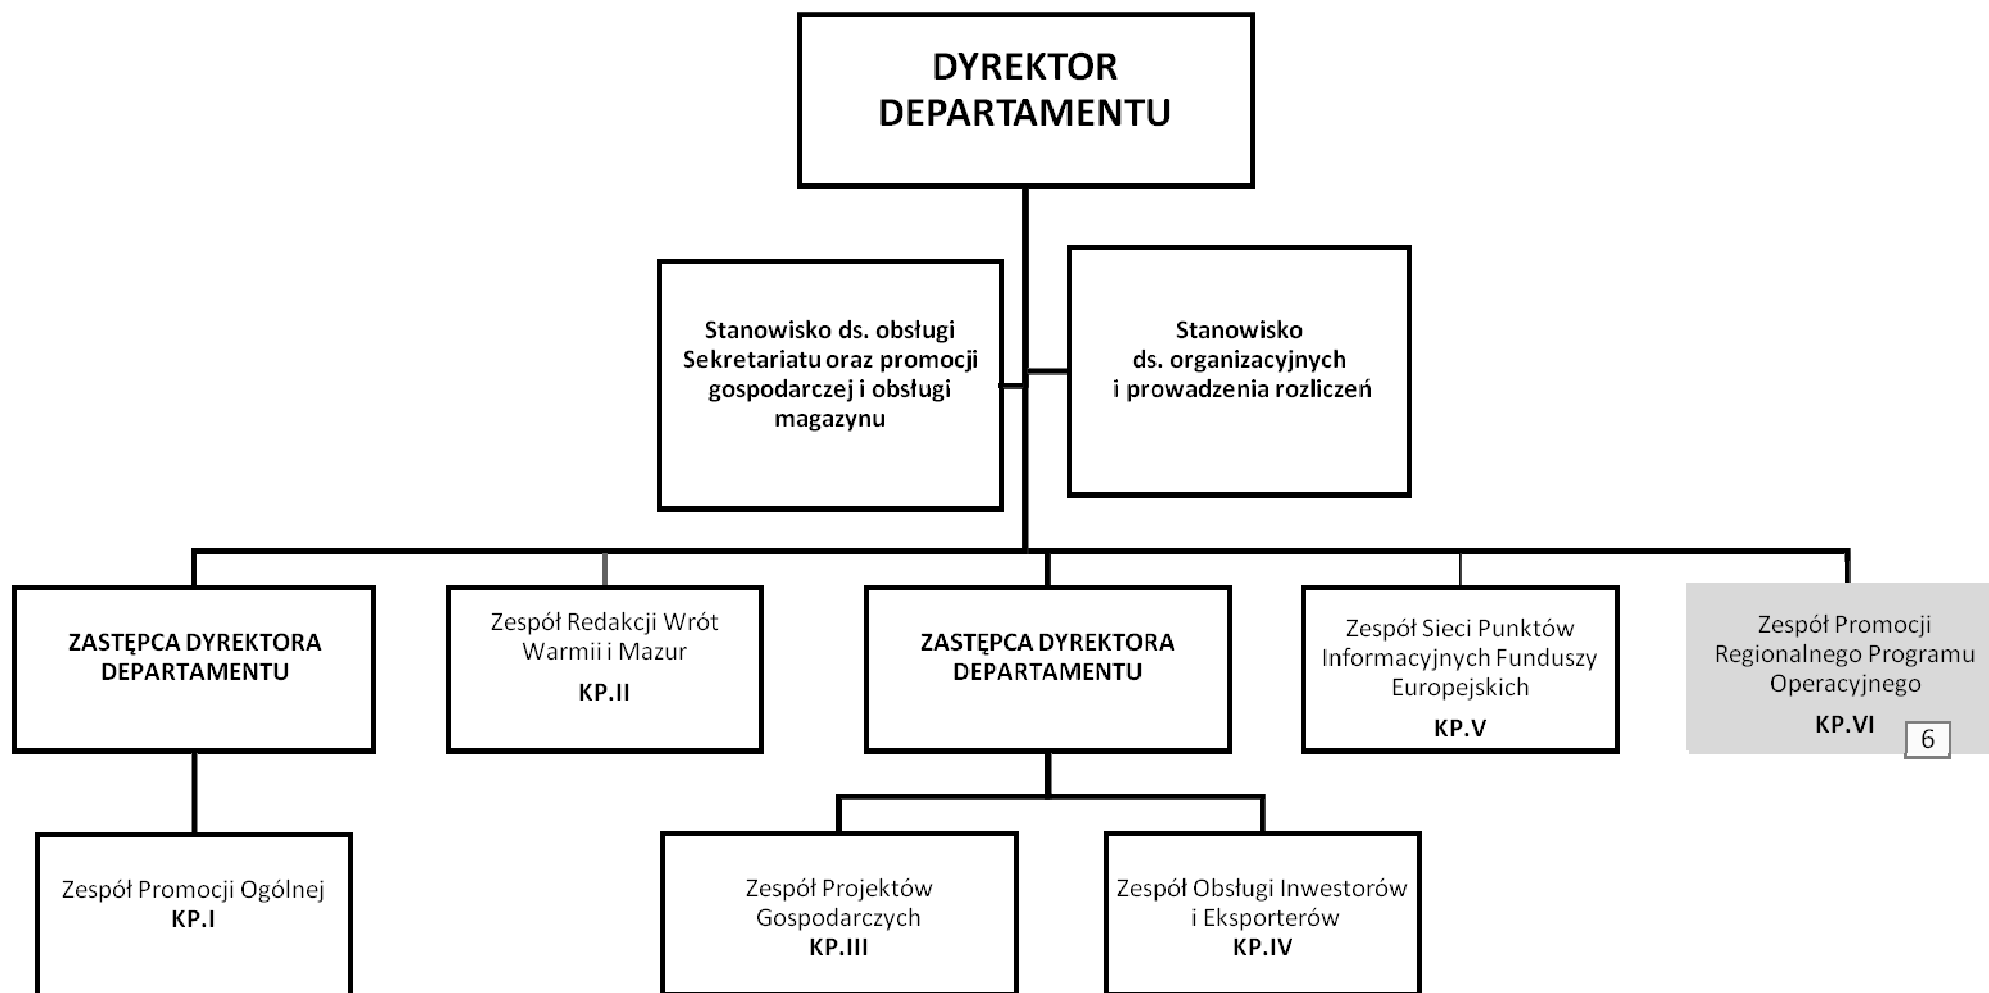 DYREKTOR
DEPARTAMENTU
Stanowisko ds. obsługi
Sekretariatu oraz promocji
gospodarczej i obsługi
magazynu
Stanowisko
ds. organizacyjnych
i prowadzenia rozliczeń
ZASTĘPCA DYREKTORA
DEPARTAMENTU
Zespół Redakcji Wrót
Warmii i Mazur
KP.II
ZASTĘPCA DYREKTORA
DEPARTAMENTU
Zespół Sieci Punktów
Informacyjnych Funduszy
Europejskich
KP.V
Zespół Promocji
Regionalnego Programu
Operacyjnego
KP.VI
6
Zespół Promocji Ogólnej
KP.I
Zespół Projektów
Gospodarczych
KP.III
Zespół Obsługi Inwestorów
i Eksporterów
KP.IV